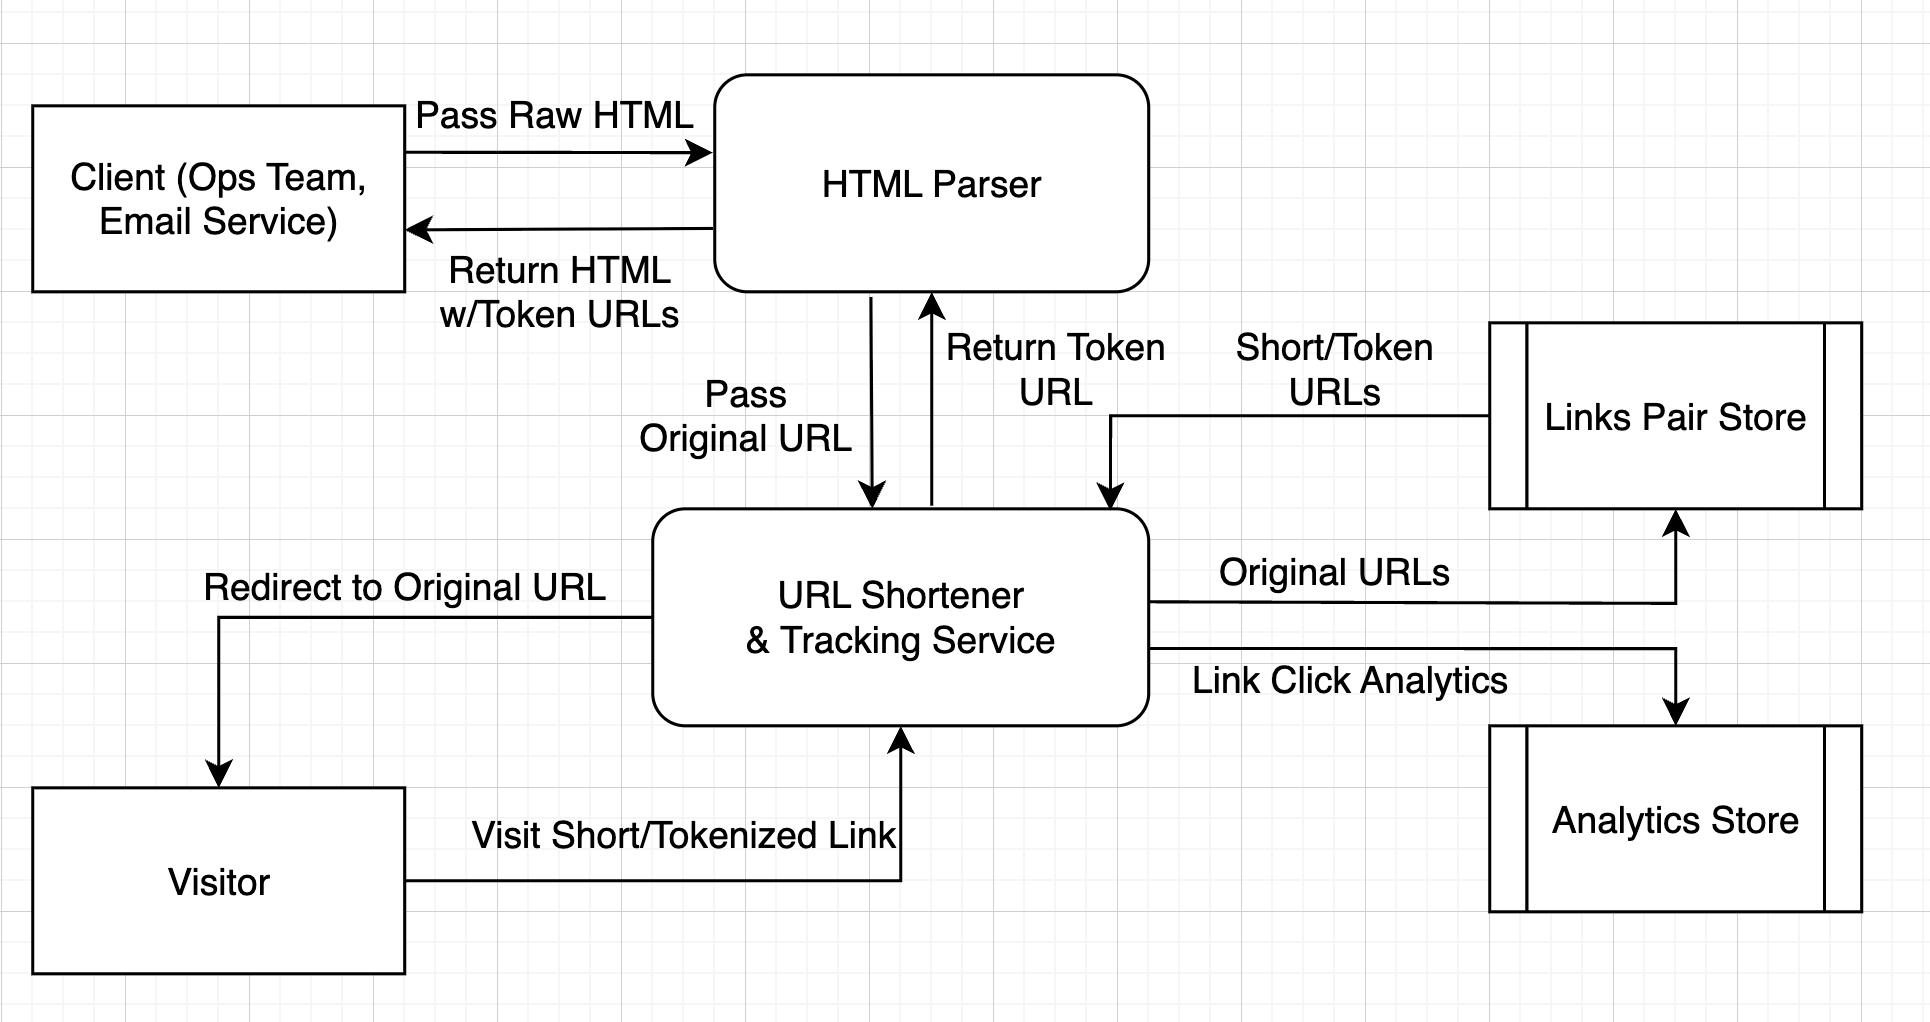 Pass Raw HTML
Client (Ops Team,
Email Service)
HTML Parser
Return HTML
w/Token URLs
Return Token
URL
Short/Token
URLs
Pass
Original URL
Links Pair Store
Original URLs
Redirect to Original URL
URL Shortener
& Tracking Service
Link Click Analytics
Visit Short/Tokenized Link
Analytics Store
Visitor